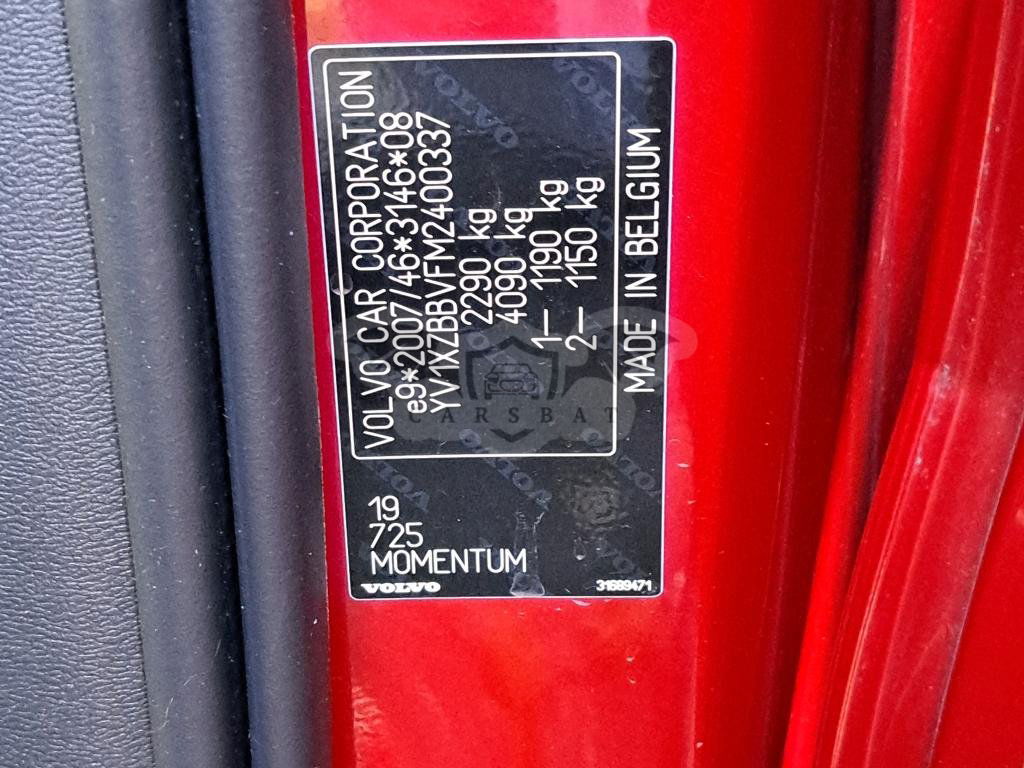 VOLVO CAR CORPORATION
e9*2007/46*3146*08
YV1XZBBVFM2400337
2290 kg
4090 kg
1— 1190 kg
2— 1150 kg
MADE IN BELGIUM
19
725
MOMENTUM
VOLVO
31689471
CARSBAT